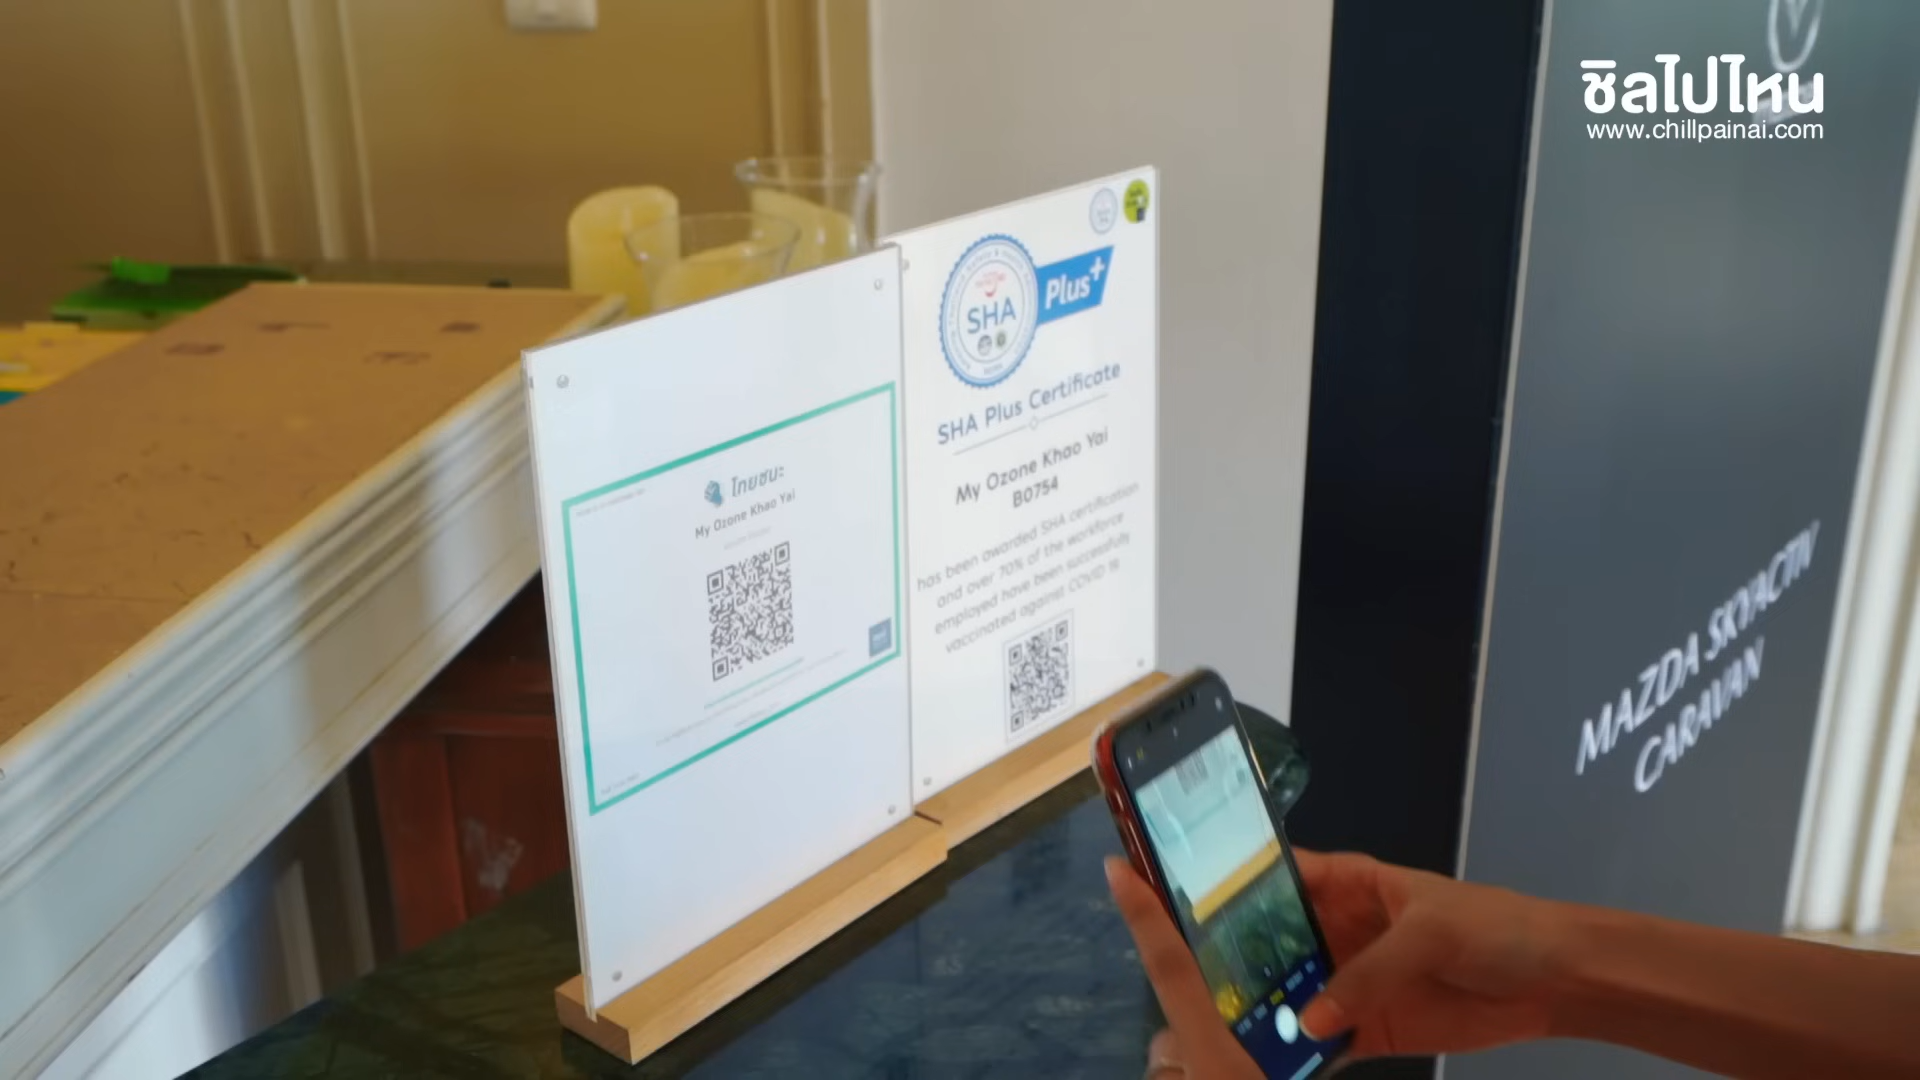 ชิลไปไหน
www.chillpainai.com
ไทยชนะ
My Ozone Khao Yai
SHA
Plus+
SHA Plus Certificate
My Ozone Khao Yai
B0754
has been awarded SHA certification
and over 70% of the workforce
employed have been successfully
vaccinated against COVID 19
MAZDA SKYACTIV
CARAVAN